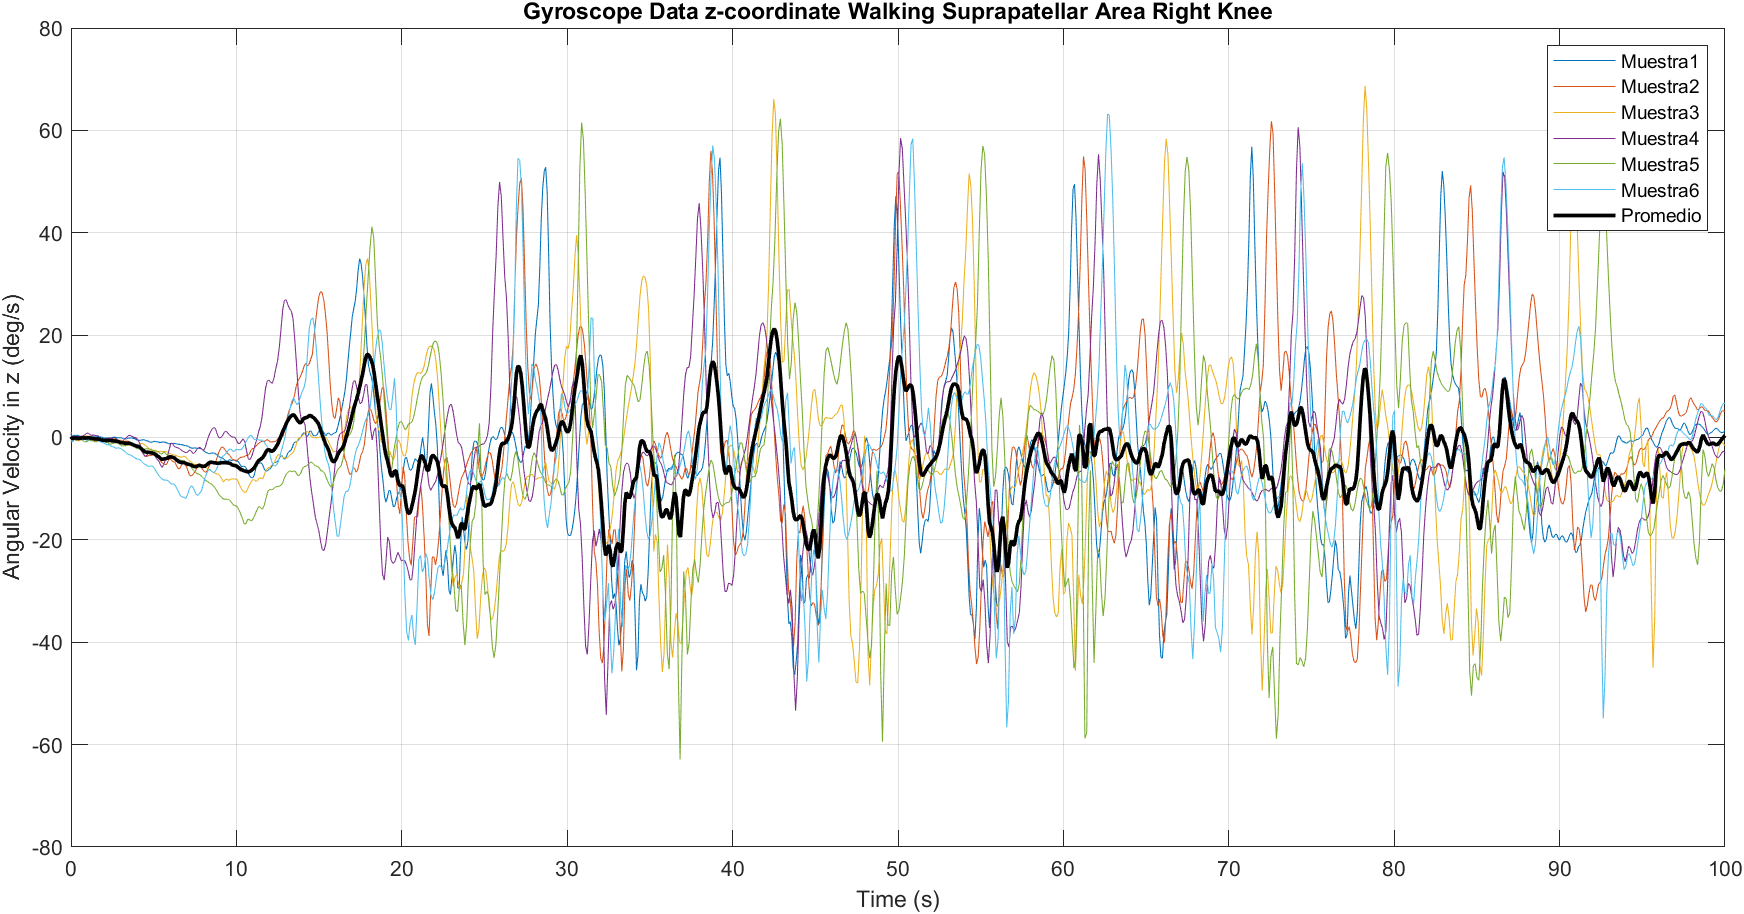 Gyroscope Data z-coordinate Walking Suprapatellar Area Right Knee
80
60
40
20
0
-20
-40
-60
-80
Angular Velocity in z (deg/s)
0 10 20 30 40 50 60 70 80 90 100
Time (s)
Muestra1
Muestra2
Muestra3
Muestra4
Muestra5
Muestra6
Promedio